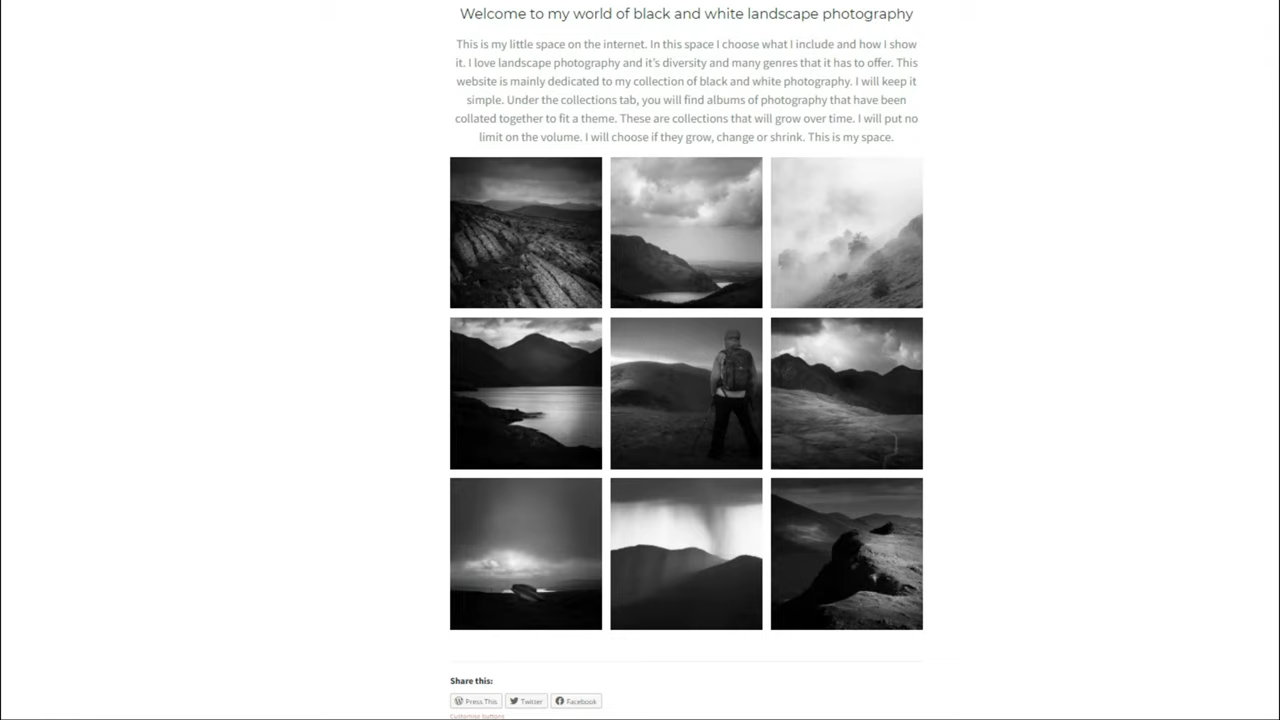 Welcome to my world of black and white landscape photography
This is my little space on the internet. In this space I choose what I include and how I show
it. I love landscape photography and it's diversity and many genres that it has to offer. This
website is mainly dedicated to my collection of black and white photography. I will keep it
simple. Under the collections tab, you will find albums of photography that have been
collated together to fit a theme. These are collections that will grow over time. I will put no
limit on the volume. I will choose if they grow, change or shrink. This is my space.
Share this:
Press This Twitter Facebook
Customise buttons